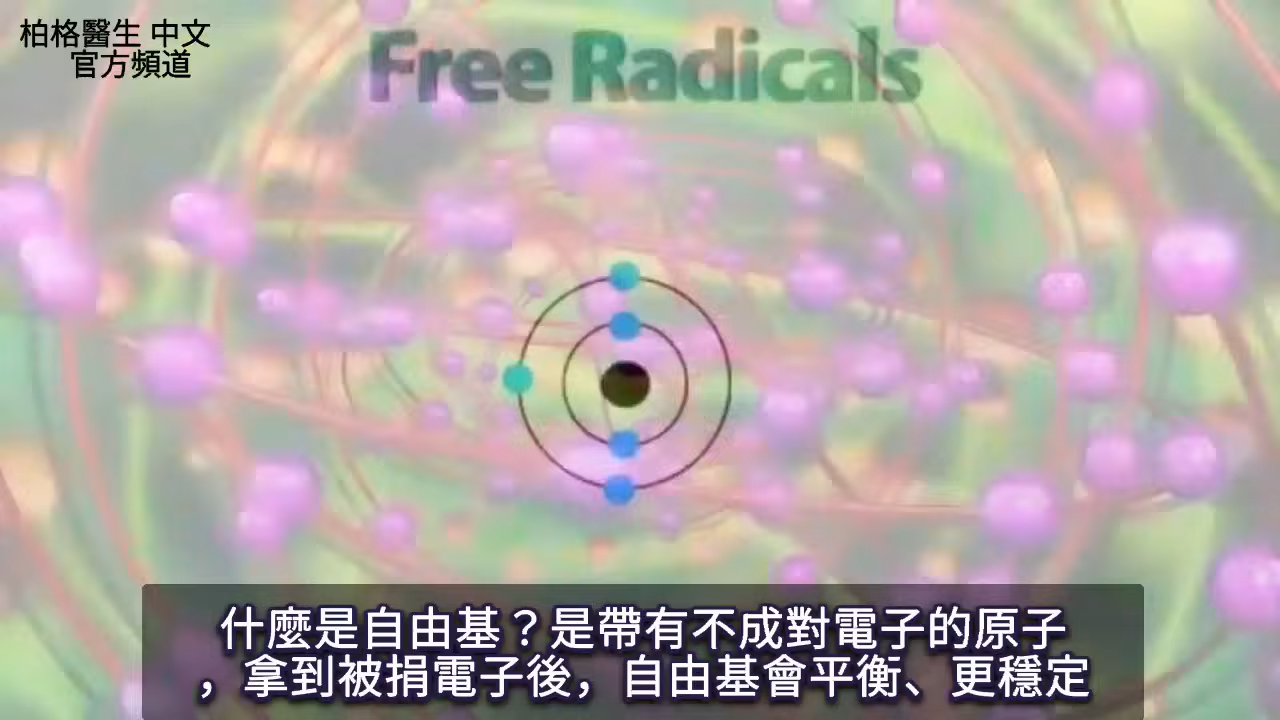 柏格醫生 中文
官方頻道
Free Radicals
什麼是自由基？是帶有不成對電子的原子
，拿到被捐電子後，自由基會平衡、更穩定